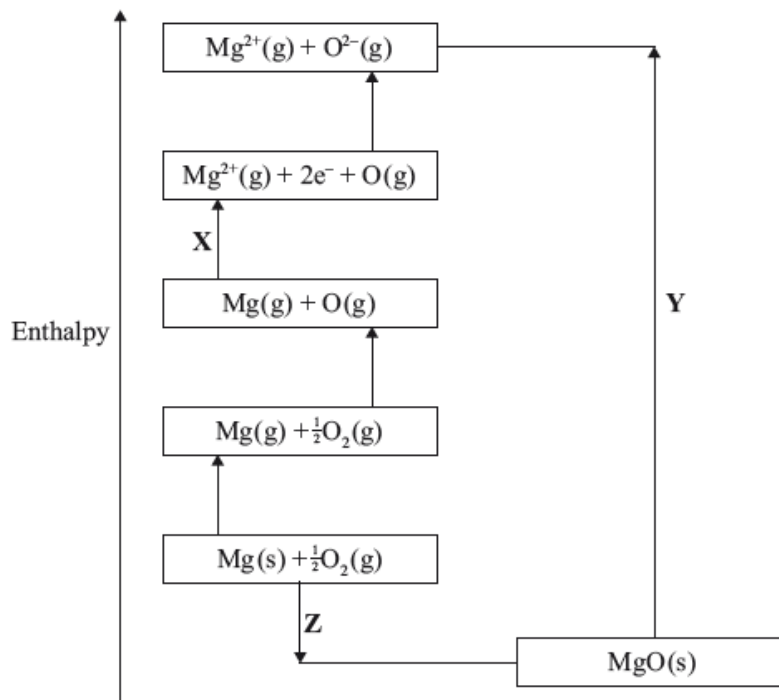 Mg²⁺(g) + O²⁻(g)
Mg²⁺(g) + 2e⁻ + O(g)
X
Mg(g) + O(g)
Y
Enthalpy
Mg(g) + ½O₂(g)
Mg(s) + ½O₂(g)
Z
MgO(s)